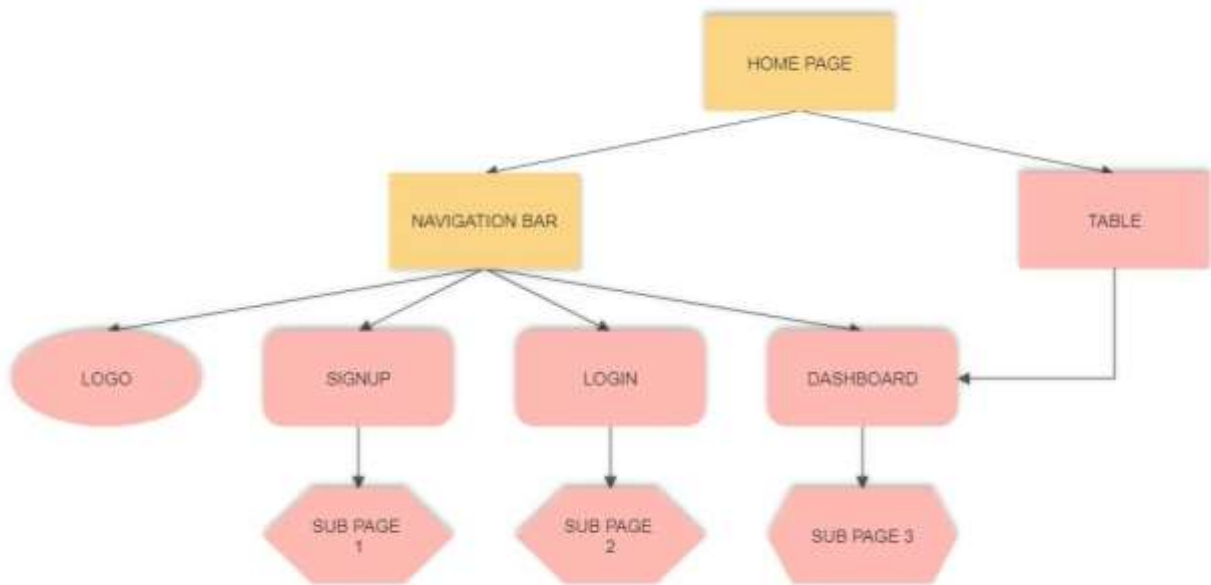 HOME PAGE
NAVIGATION BAR
TABLE
LOGO
SIGNUP
LOGIN
DASHBOARD
SUB PAGE
1
SUB PAGE
2
SUB PAGE 3